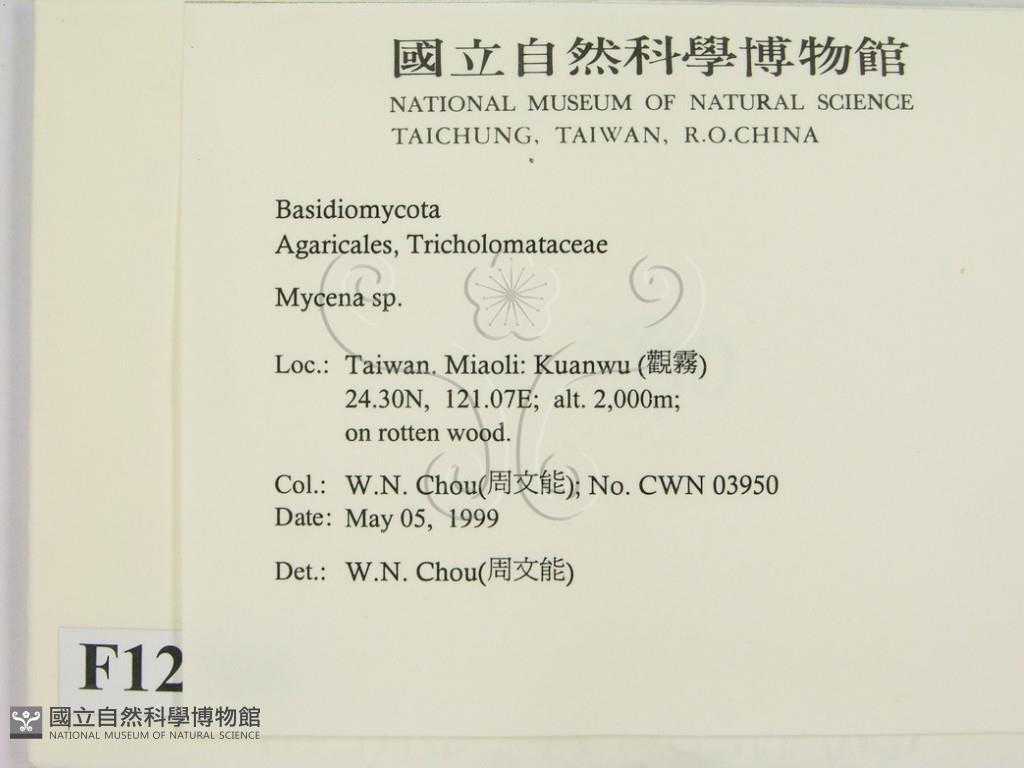 國立自然科學博物館
NATIONAL MUSEUM OF NATURAL SCIENCE
TAICHUNG, TAIWAN, R.O.CHINA
Basidiomycota
Agaricales, Tricholomataceae
Mycena sp.
Loc.: Taiwan. Miaoli: Kuanwu (觀霧)
24.30N, 121.07E; alt. 2,000m;
on rotten wood.
Col.: W.N. Chou(周文能); No. CWN 03950
Date: May 05, 1999
Det.: W.N. Chou(周文能)
F12
國立自然科學博物館
NATIONAL MUSEUM OF NATURAL SCIENCE